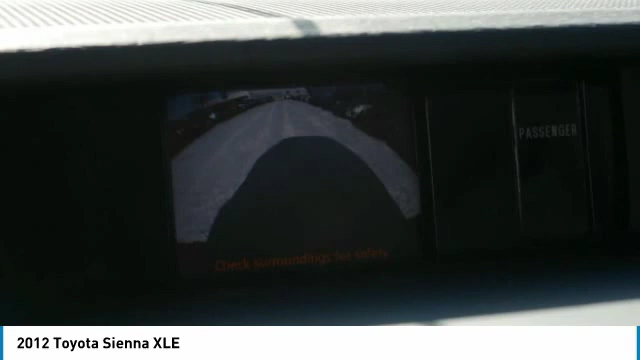 PASSENGER
Check surroundings for safety
2012 Toyota Sienna XLE